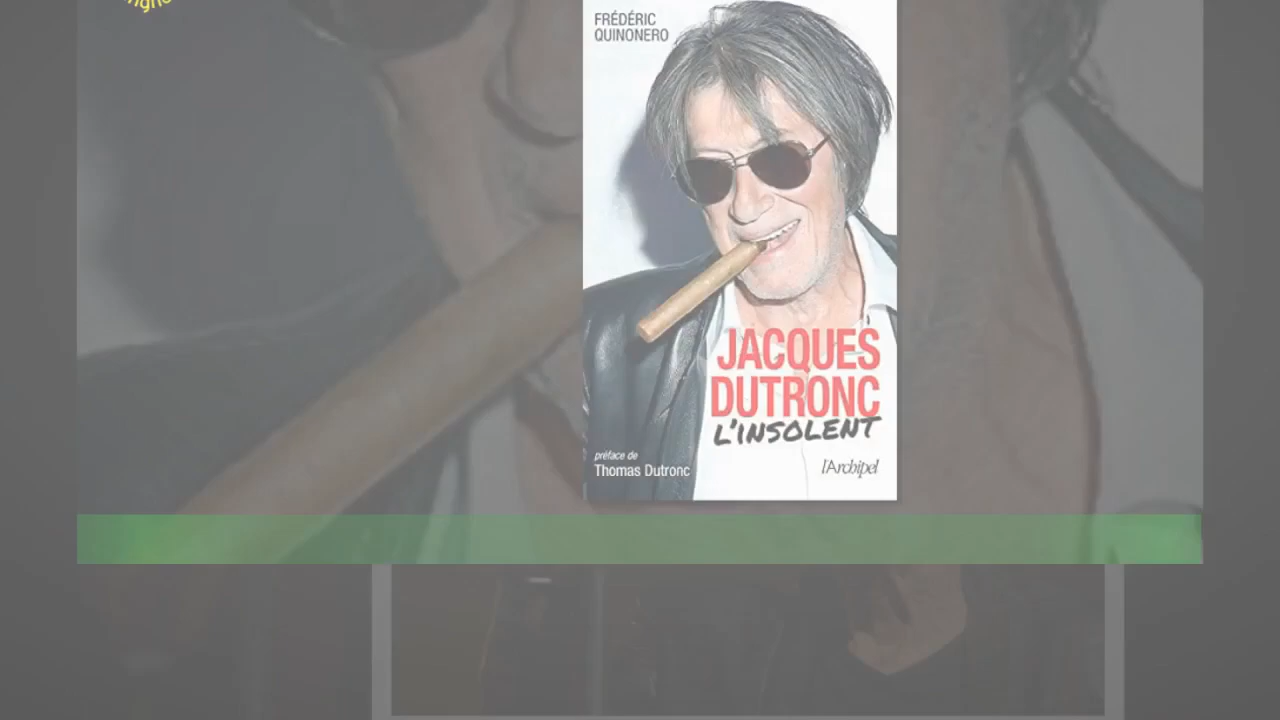 FRÉDÉRIC
QUINONERO
JACQUES
DUTRONC
L'INSOLENT
préface de
Thomas Dutronc
l'Archipel